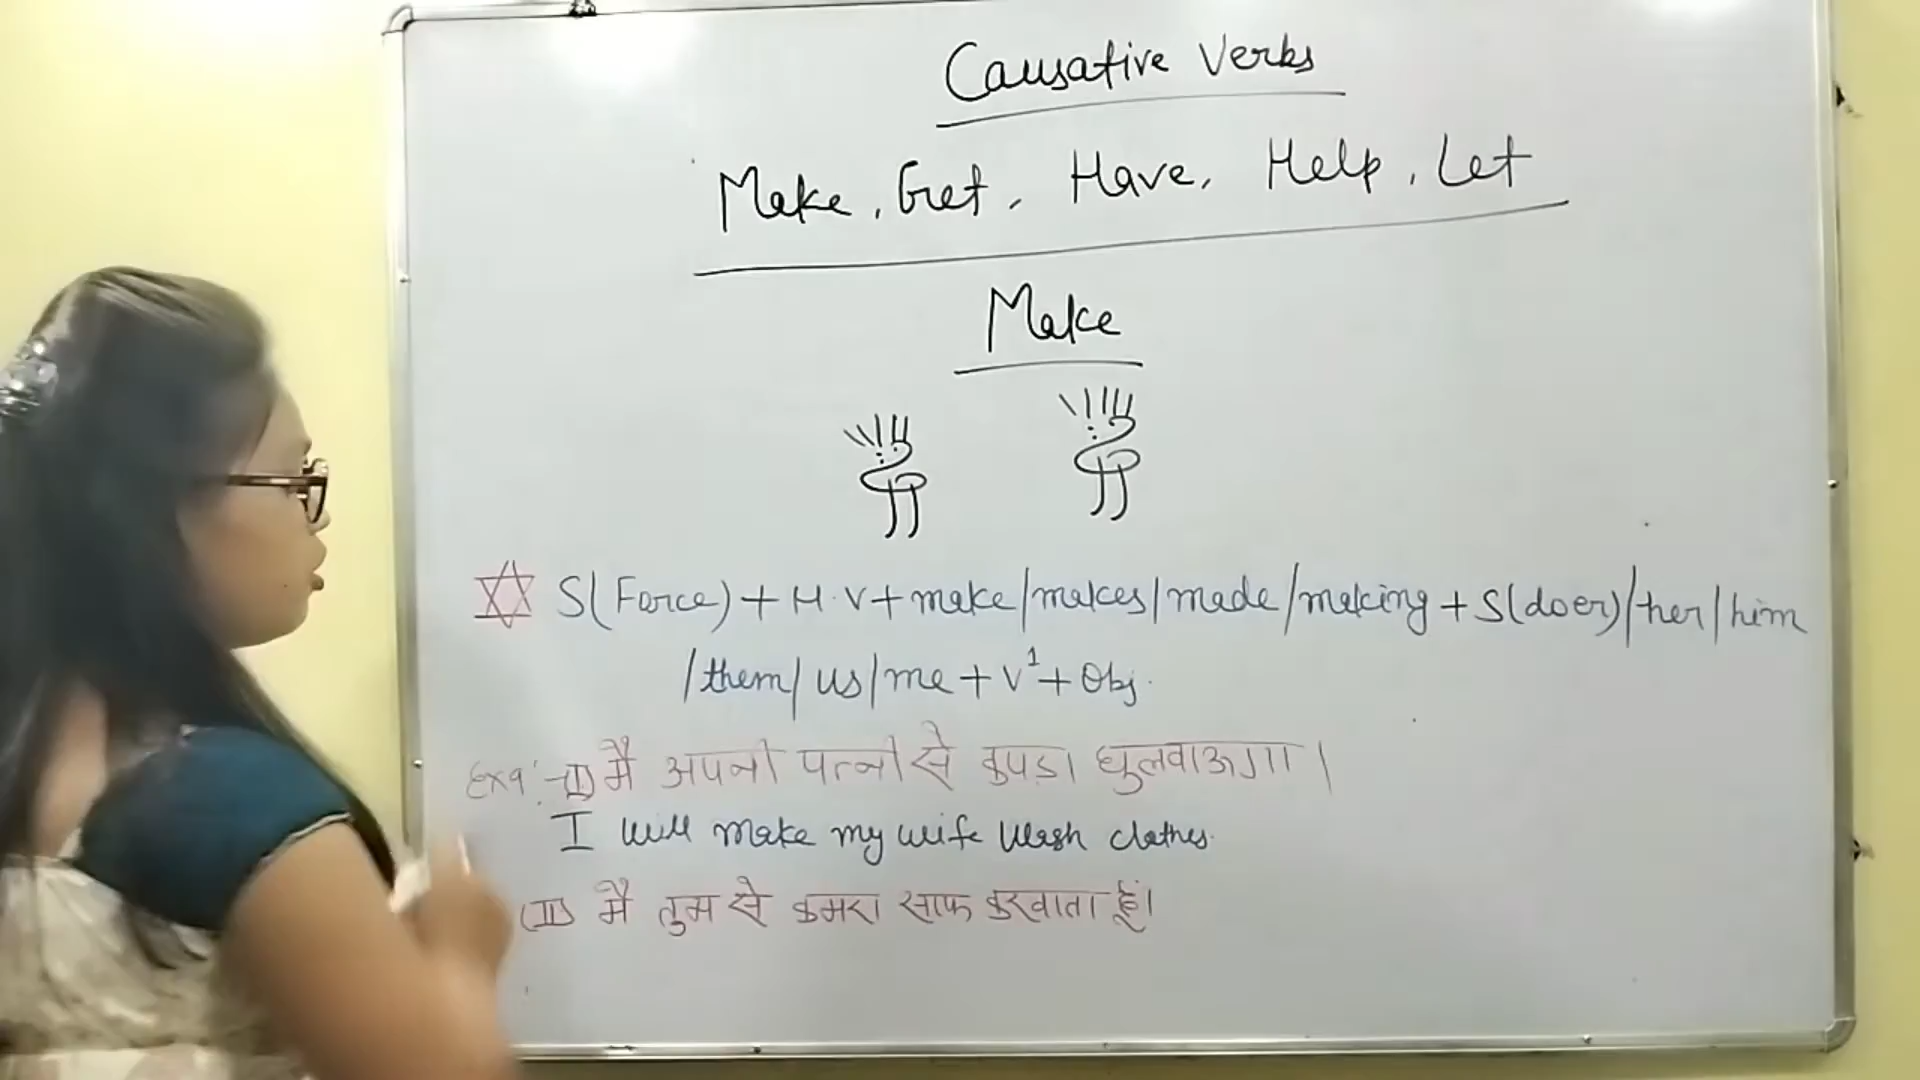 Causative Verbs
Make, Get, Have, Help, Let
Make
S(Force) + H.V + make/makes/made/making + S(doer)/her/him
/them/us/me + V¹ + Obj.
Exa:-(I) मै अपनी पत्नी से कपड़ा धुलवाऊगा।
I will make my wife wash clothes.
(II) मै तुम से कमरा साफ करवाता हूं।